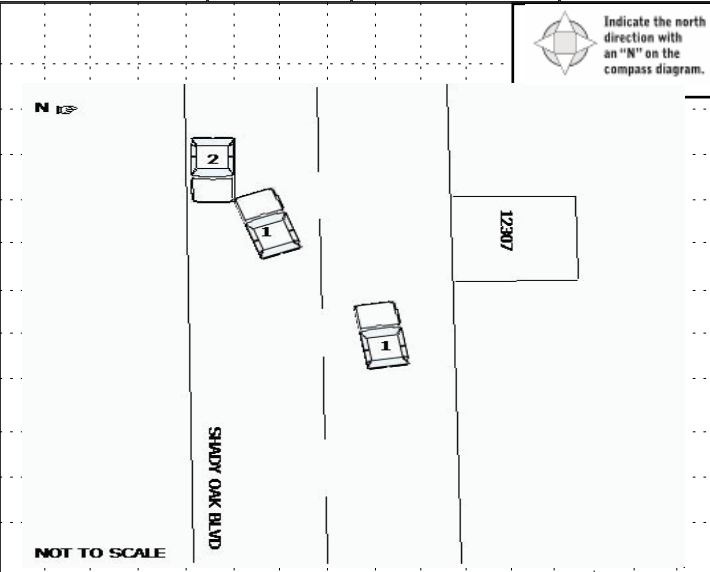 Indicate the north
direction with
an “N” on the
compass diagram.
N
2
1
12307
1
SHADY OAK BLVD
NOT TO SCALE